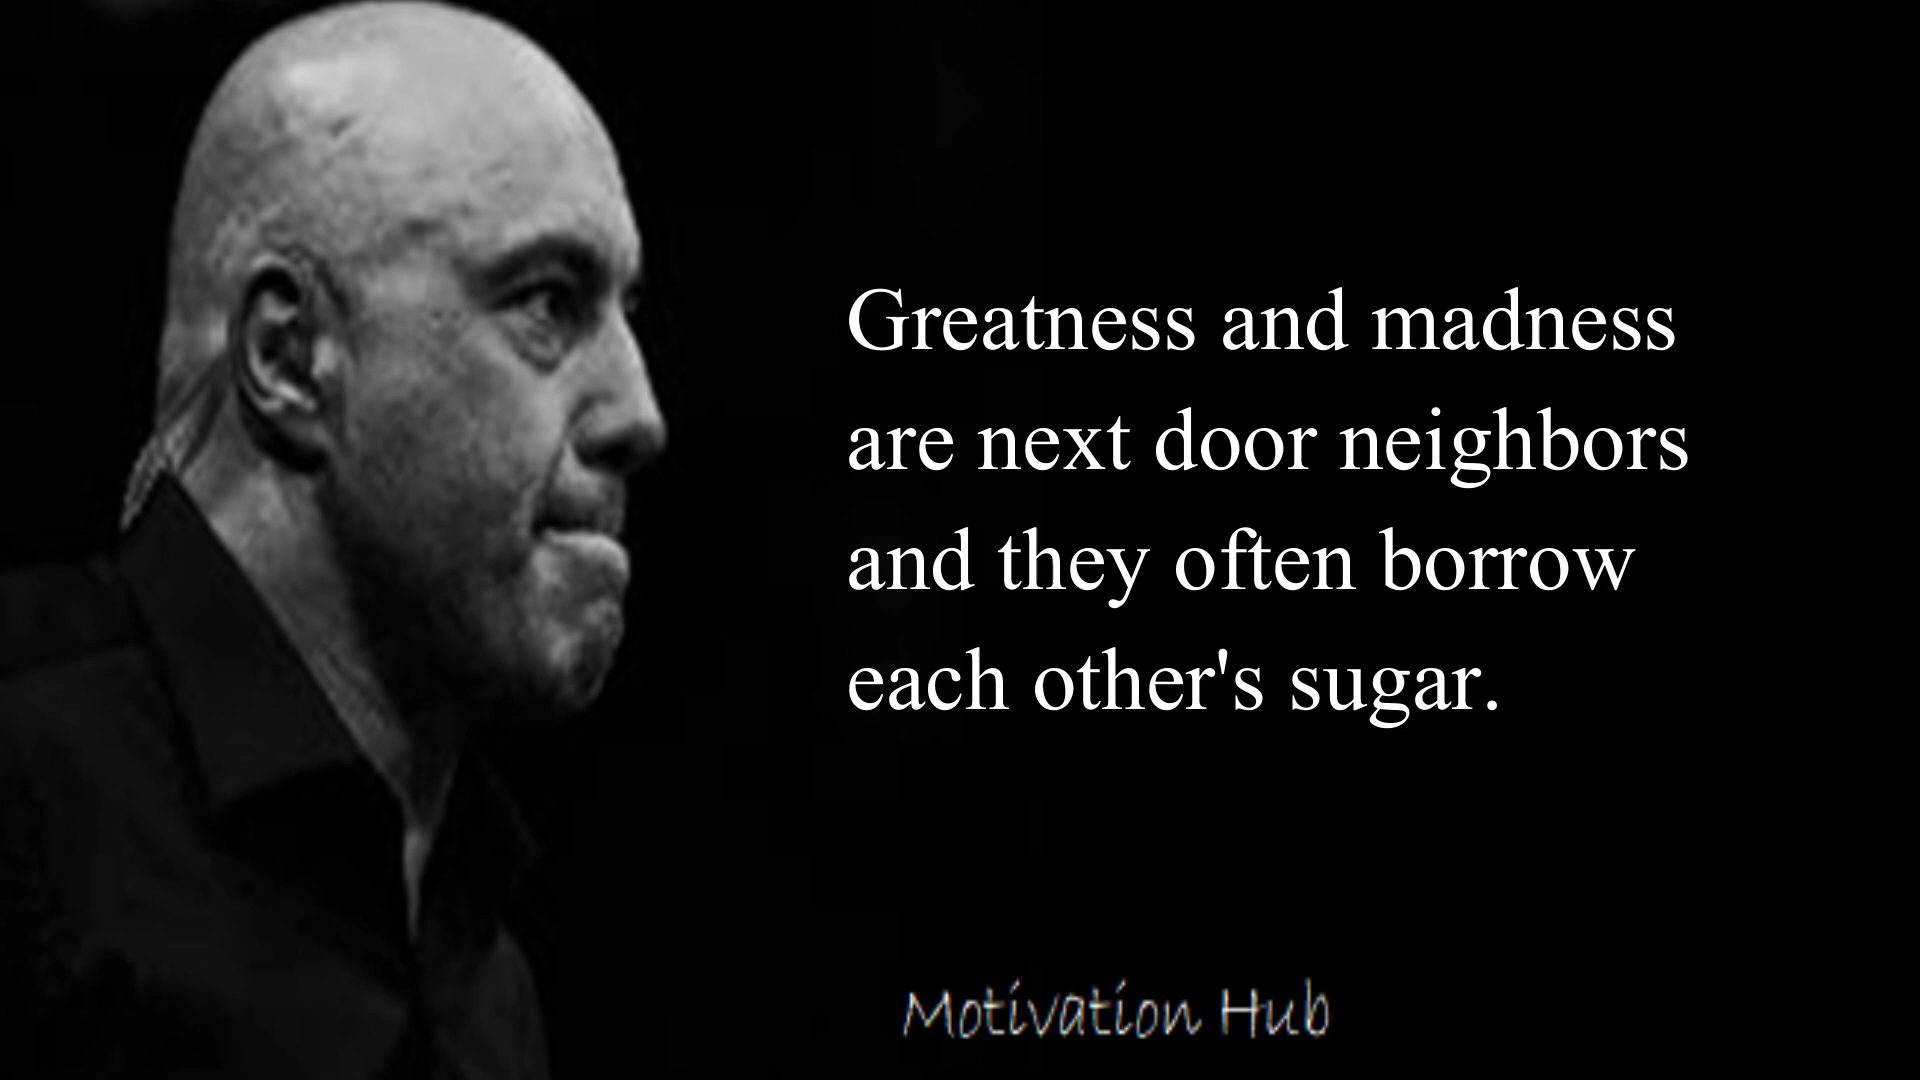 Greatness and madness
are next door neighbors
and they often borrow
each other's sugar.
Motivation Hub